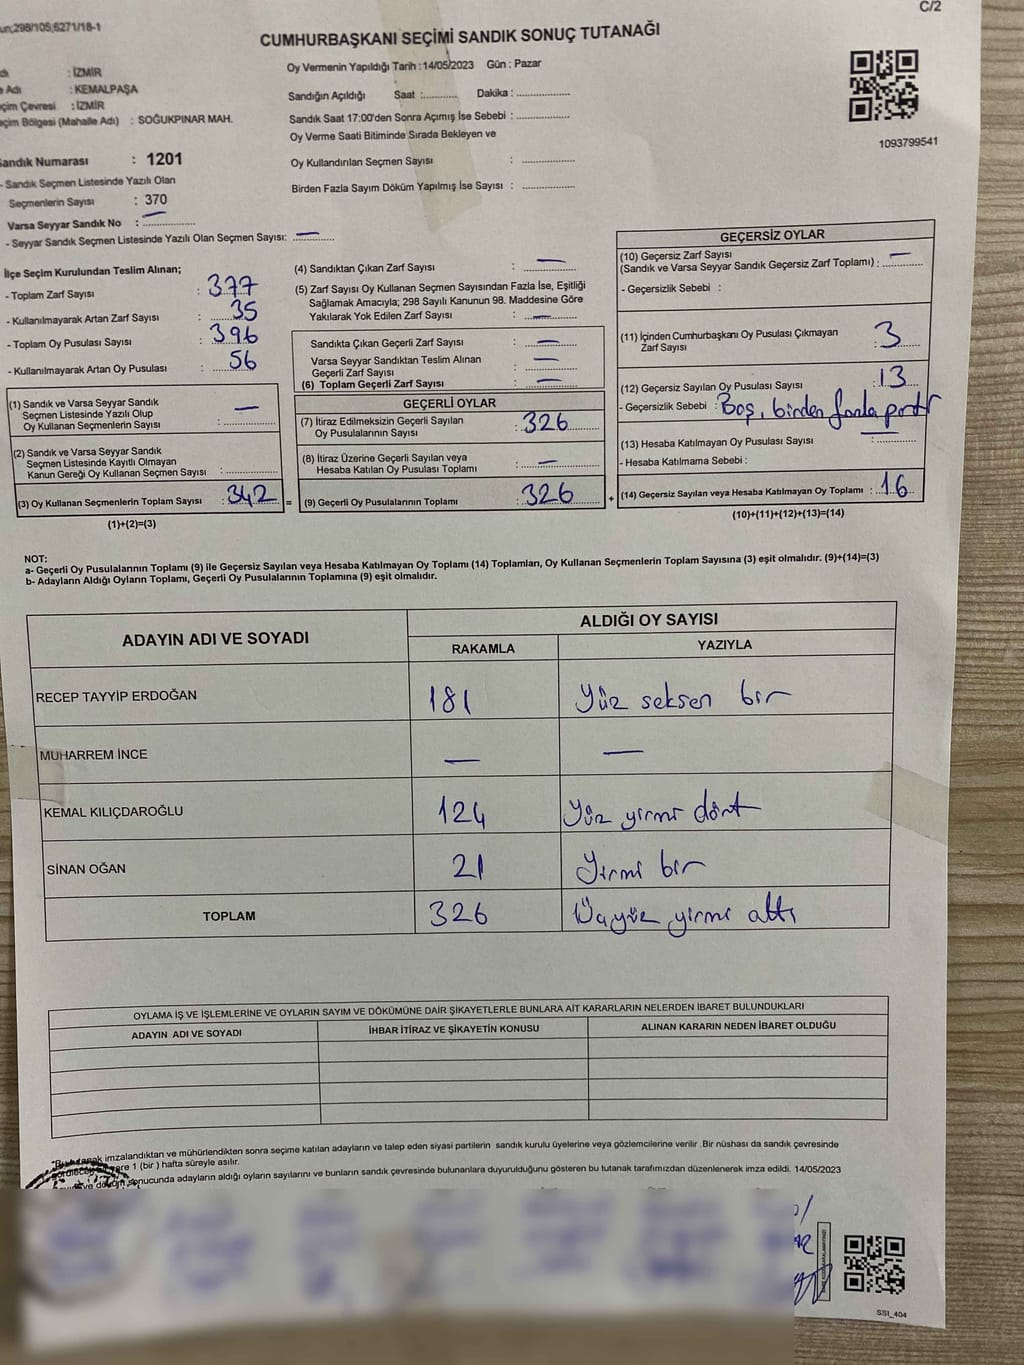 C/2
298/105;6271/18-1
CUMHURBAŞKANI SEÇİMİ SANDIK SONUÇ TUTANAĞI
: İZMİR
Adı : KEMALPAŞA
Çevresi : İZMİR
Bölgesi (Mahalle Adı) : SOĞUKPINAR MAH.
Sandık Numarası : 1201
- Sandık Seçmen Listesinde Yazılı Olan
Seçmenlerin Sayısı : 370
Varsa Seyyar Sandık No : —
- Seyyar Sandık Seçmen Listesinde Yazılı Olan Seçmen Sayısı: —
Oy Vermenin Yapıldığı Tarih : 14/05/2023 Gün : Pazar
Sandığın Açıldığı Saat :............ Dakika : ..................
Sandık Saat 17:00'den Sonra Açımış İse Sebebi : ..................
Oy Verme Saati Bitiminde Sırada Bekleyen ve
Oy Kullandırılan Seçmen Sayısı : ..................
Birden Fazla Sayım Döküm Yapılmış İse Sayısı : ..................
1093799541
İlçe Seçim Kurulundan Teslim Alınan;
- Toplam Zarf Sayısı : 377
- Kullanılmayarak Artan Zarf Sayısı : 35
- Toplam Oy Pusulası Sayısı : 396
- Kullanılmayarak Artan Oy Pusulası : 56
(1) Sandık ve Varsa Seyyar Sandık
Seçmen Listesinde Yazılı Olup
Oy Kullanan Seçmenlerin Sayısı : —
(2) Sandık ve Varsa Seyyar Sandık
Seçmen Listesinde Kayıtlı Olmayan
Kanun Gereği Oy Kullanan Seçmen Sayısı : ............
(3) Oy Kullanan Seçmenlerin Toplam Sayısı : 342 =
(1)+(2)=(3)
(4) Sandıktan Çıkan Zarf Sayısı : —
(5) Zarf Sayısı Oy Kullanan Seçmen Sayısından Fazla İse, Eşitliği
Sağlamak Amacıyla; 298 Sayılı Kanunun 98. Maddesine Göre
Yakılarak Yok Edilen Zarf Sayısı : —
Sandıkta Çıkan Geçerli Zarf Sayısı : —
Varsa Seyyar Sandıktan Teslim Alınan
Geçerli Zarf Sayısı : —
(6) Toplam Geçerli Zarf Sayısı : —
GEÇERLİ OYLAR
(7) İtiraz Edilmeksizin Geçerli Sayılan
Oy Pusulalarının Sayısı : 326
(8) İtiraz Üzerine Geçerli Sayılan veya
Hesaba Katılan Oy Pusulası Toplamı : —
(9) Geçerli Oy Pusulalarının Toplamı : 326 +
GEÇERSİZ OYLAR
(10) Geçersiz Zarf Sayısı
(Sandık ve Varsa Seyyar Sandık Geçersiz Zarf Toplamı) : —
- Geçersizlik Sebebi :
(11) İçinden Cumhurbaşkanı Oy Pusulası Çıkmayan
Zarf Sayısı : 3
(12) Geçersiz Sayılan Oy Pusulası Sayısı : 13
- Geçersizlik Sebebi : Boş, birden fazla
(13) Hesaba Katılmayan Oy Pusulası Sayısı : —
- Hesaba Katılmama Sebebi :
(14) Geçersiz Sayılan veya Hesaba Katılmayan Oy Toplamı : 16
(10)+(11)+(12)+(13)=(14)
NOT:
a- Geçerli Oy Pusulalarının Toplamı (9) ile Geçersiz Sayılan veya Hesaba Katılmayan Oy Toplamı (14) Toplamları, Oy Kullanan Seçmenlerin Toplam Sayısına (3) eşit olmalıdır. (9)+(14)=(3)
b- Adayların Aldığı Oyların Toplamı, Geçerli Oy Pusulalarının Toplamına (9) eşit olmalıdır.
ADAYIN ADI VE SOYADI ALDIĞI OY SAYISI
RAKAMLA YAZIYLA
RECEP TAYYİP ERDOĞAN 181 Yüz seksen bir
MUHARREM İNCE — —
KEMAL KILIÇDAROĞLU 124 Yüz yirmi dört
SİNAN OĞAN 21 Yirmi bir
TOPLAM 326 Üçyüz yirmi altı
OYLAMA İŞ VE İŞLEMLERİNE VE OYLARIN SAYIM VE DÖKÜMÜNE DAİR ŞİKAYETLERLE BUNLARA AİT KARARLARIN NELERDEN İBARET BULUNDUKLARI
ADAYIN ADI VE SOYADI İHBAR İTİRAZ VE ŞİKAYETİN KONUSU ALINAN KARARIN NEDEN İBARET OLDUĞU
imzalandıktan ve mühürlendikten sonra seçime katılan adayların ve talep eden siyasi partilerin sandık kurulu üyelerine veya gözlemcilerine verilir .Bir nüshası da sandık çevresinde
1 (bir ) hafta süreyle asılır.
sonucunda adayların aldığı oyların sayılarını ve bunların sandık çevresinde bulunanlara duyurulduğunu gösteren bu tutanak tarafımızdan düzenlenerek imza edildi. 14/05/2023
SSI_404